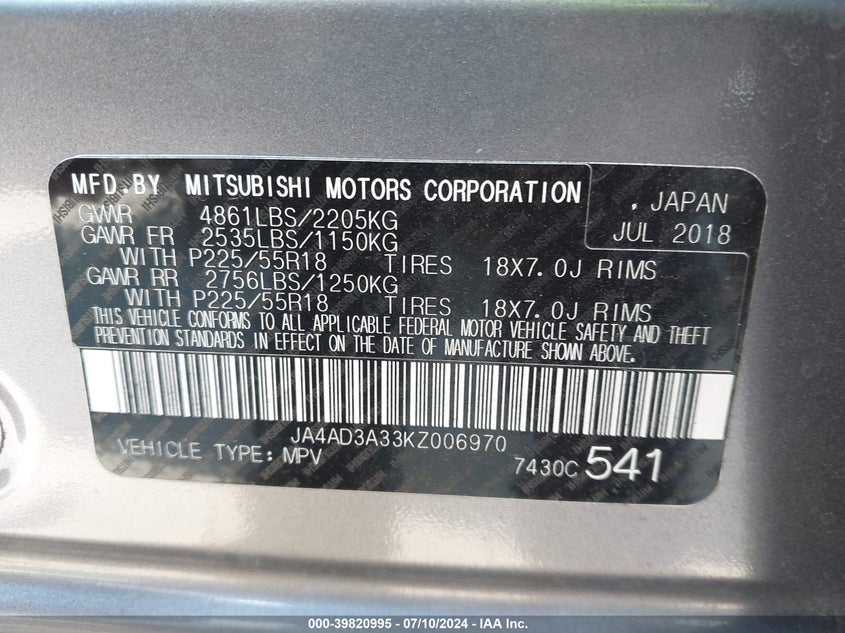 MFD.BY MITSUBISHI MOTORS CORPORATION
, JAPAN
JUL 2018
GVWR 4861LBS/2205KG
GAWR FR 2535LBS/1150KG
WITH P225/55R18 TIRES 18X7.0J RIMS
GAWR RR 2756LBS/1250KG
WITH P225/55R18 TIRES 18X7.0J RIMS
THIS VEHICLE CONFORMS TO ALL APPLICABLE FEDERAL MOTOR VEHICLE SAFETY AND THEFT
PREVENTION STANDARDS IN EFFECT ON THE DATE OF MANUFACTURE SHOWN ABOVE.
JA4AD3A33KZ006970
VEHICLE TYPE: MPV 7430C 541
000-39820995 - 07/10/2024 - IAA Inc.